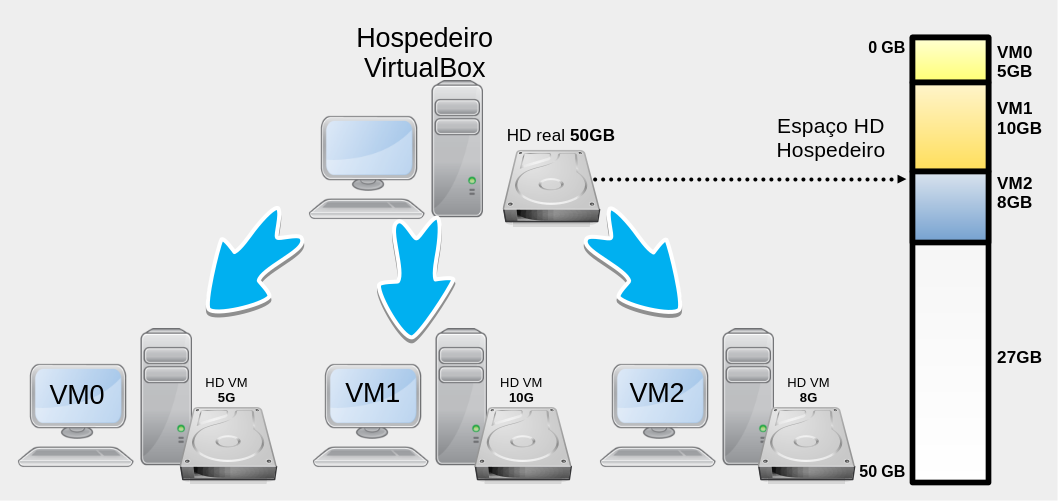 Hospedeiro
VirtualBox
HD real 50GB
Espaço HD
Hospedeiro
0 GB
VM0
5GB
VM1
10GB
VM2
8GB
27GB
50 GB
VM0
HD VM
5G
VM1
HD VM
10G
VM2
HD VM
8G